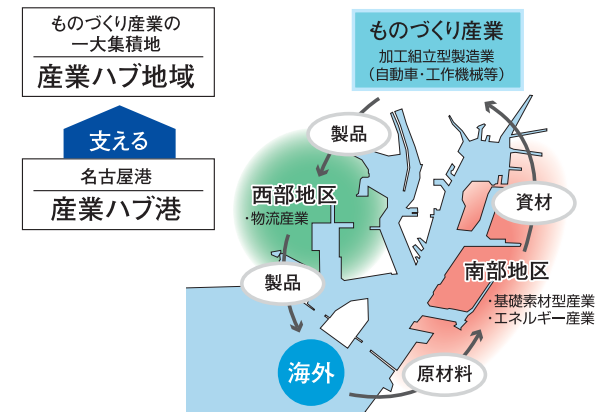 ものづくり産業の
一大集積地
産業ハブ地域
支える
名古屋港
産業ハブ港
ものづくり産業
加工組立型製造業
（自動車・工作機械等）
製品
西部地区
・物流産業
資材
製品
南部地区
・基礎素材型産業
・エネルギー産業
海外
原材料